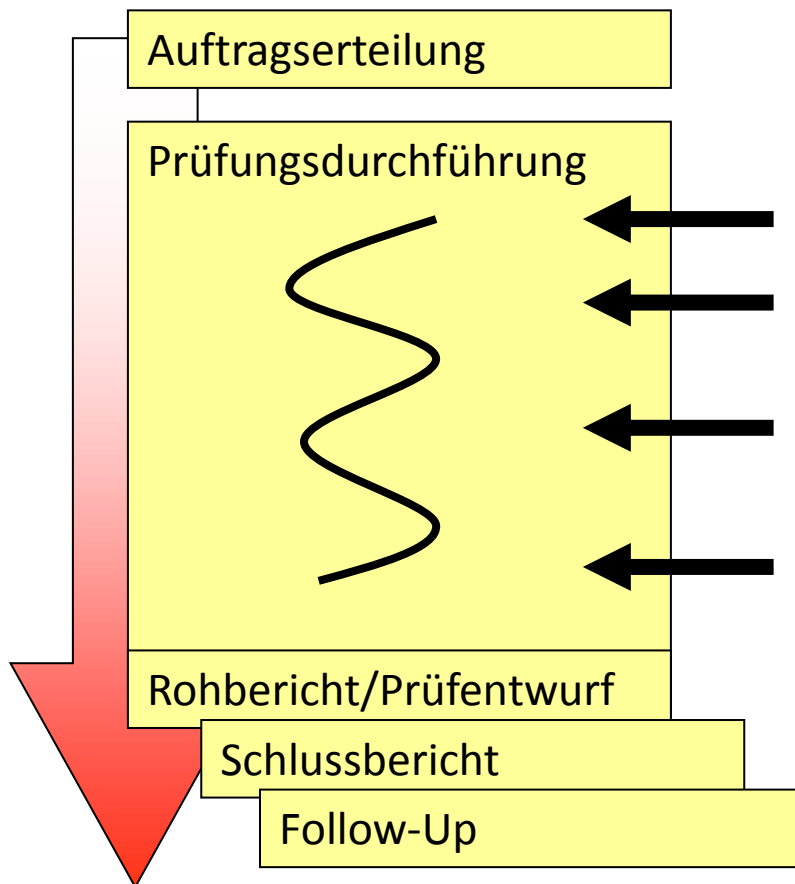 Auftragserteilung
Prüfungsdurchführung
Rohbericht/Prüfentwurf
Schlussbericht
Follow-Up